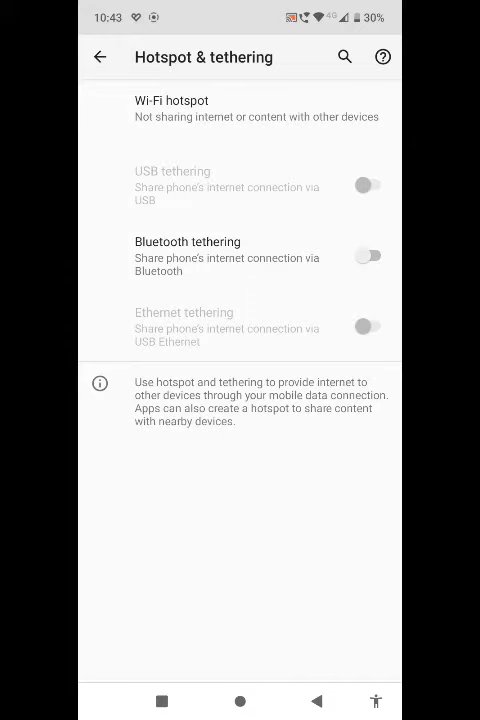 10:43 4G 30%
Hotspot & tethering
Wi-Fi hotspot
Not sharing internet or content with other devices
USB tethering
Share phone's internet connection via
USB
Bluetooth tethering
Share phone's internet connection via
Bluetooth
Ethernet tethering
Share phone's internet connection via
USB Ethernet
Use hotspot and tethering to provide internet to
other devices through your mobile data connection.
Apps can also create a hotspot to share content
with nearby devices.